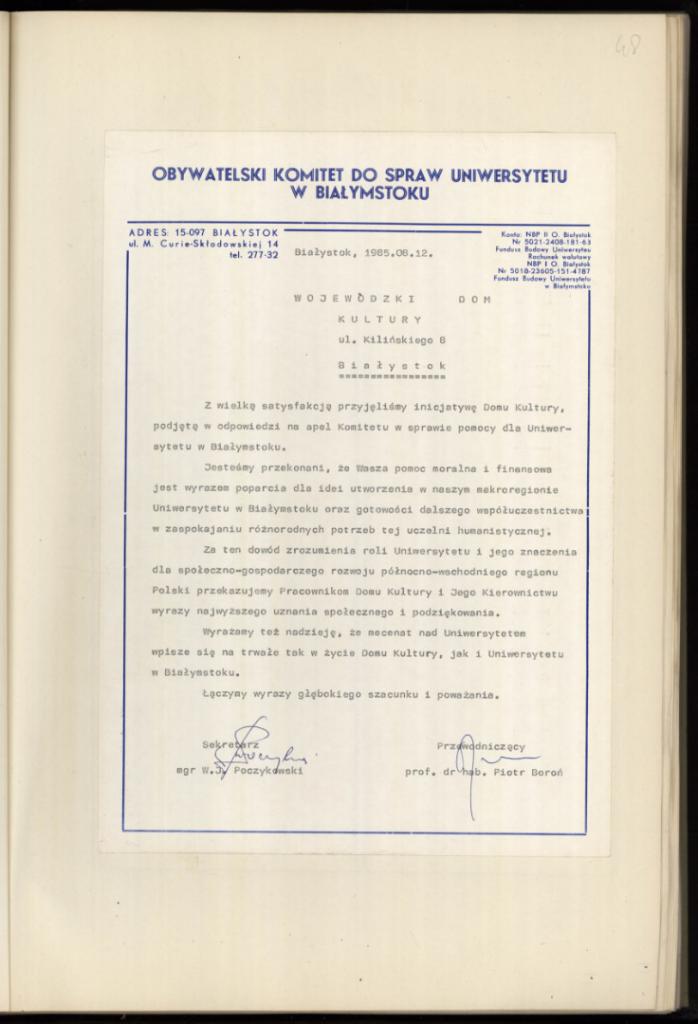 48
OBYWATELSKI KOMITET DO SPRAW UNIWERSYTETU
W BIAŁYMSTOKU
ADRES: 15-097 BIAŁYSTOK
ul. M. Curie-Skłodowskiej 14
tel. 277-32
Konto: NBP II O. Białystok
Nr 5021-2408-181-63
Fundusz Budowy Uniwersytetu
Rachunek walutowy
NBP I O. Białystok
Nr 5018-23605-151-4787
Fundusz Budowy Uniwersytetu
w Białymstoku
Białystok, 1985.08.12.
WOJEWÓDZKI DOM
KULTURY
ul. Kilińskiego 8
Białystok
Z wielką satysfakcją przyjęliśmy inicjatywę Domu Kultury,
podjętą w odpowiedzi na apel Komitetu w sprawie pomocy dla Uniwer-
sytetu w Białymstoku.
Jesteśmy przekonani, że Wasza pomoc moralna i finansowa
jest wyrazem poparcia dla idei utworzenia w naszym makroregionie
Uniwersytetu w Białymstoku oraz gotowości dalszego współuczestnictwa
w zaspokajaniu różnorodnych potrzeb tej uczelni humanistycznej.
Za ten dowód zrozumienia roli Uniwersytetu i jego znaczenia
dla społeczno-gospodarczego rozwoju północno-wschodniego regionu
Polski przekazujemy Pracownikom Domu Kultury i Jego Kierownictwu
wyrazy najwyższego uznania społecznego i podziękowania.
Wyrażamy też nadzieję, że mecenat nad Uniwersytetem
wpisze się na trwałe tak w życie Domu Kultury, jak i Uniwersytetu
w Białymstoku.
Łączymy wyrazy głębokiego szacunku i poważania.
Sekretarz
mgr W.J. Poczykowski
Przewodniczący
prof. dr hab. Piotr Boroń